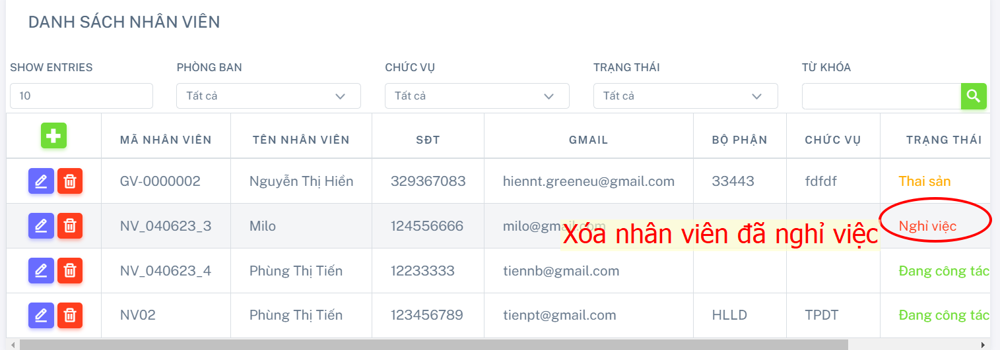 DANH SÁCH NHÂN VIÊN
SHOW ENTRIES PHÒNG BAN CHỨC VỤ TRẠNG THÁI TỪ KHÓA
10 Tất cả Tất cả Tất cả
MÃ NHÂN VIÊN TÊN NHÂN VIÊN SĐT GMAIL BỘ PHẬN CHỨC VỤ TRẠNG THÁI
GV-0000002 Nguyễn Thị Hiền 329367083 hiennt.greeneu@gmail.com 33443 fdfdf Thai sản
NV_040623_3 Milo 124556666 milo@gmail.com Nghỉ việc
Xóa nhân viên đã nghỉ việc
NV_040623_4 Phùng Thị Tiến 12233333 tiennb@gmail.com Đang công tác
NV02 Phùng Thị Tiến 123456789 tienpt@gmail.com HLLD TPDT Đang công tác